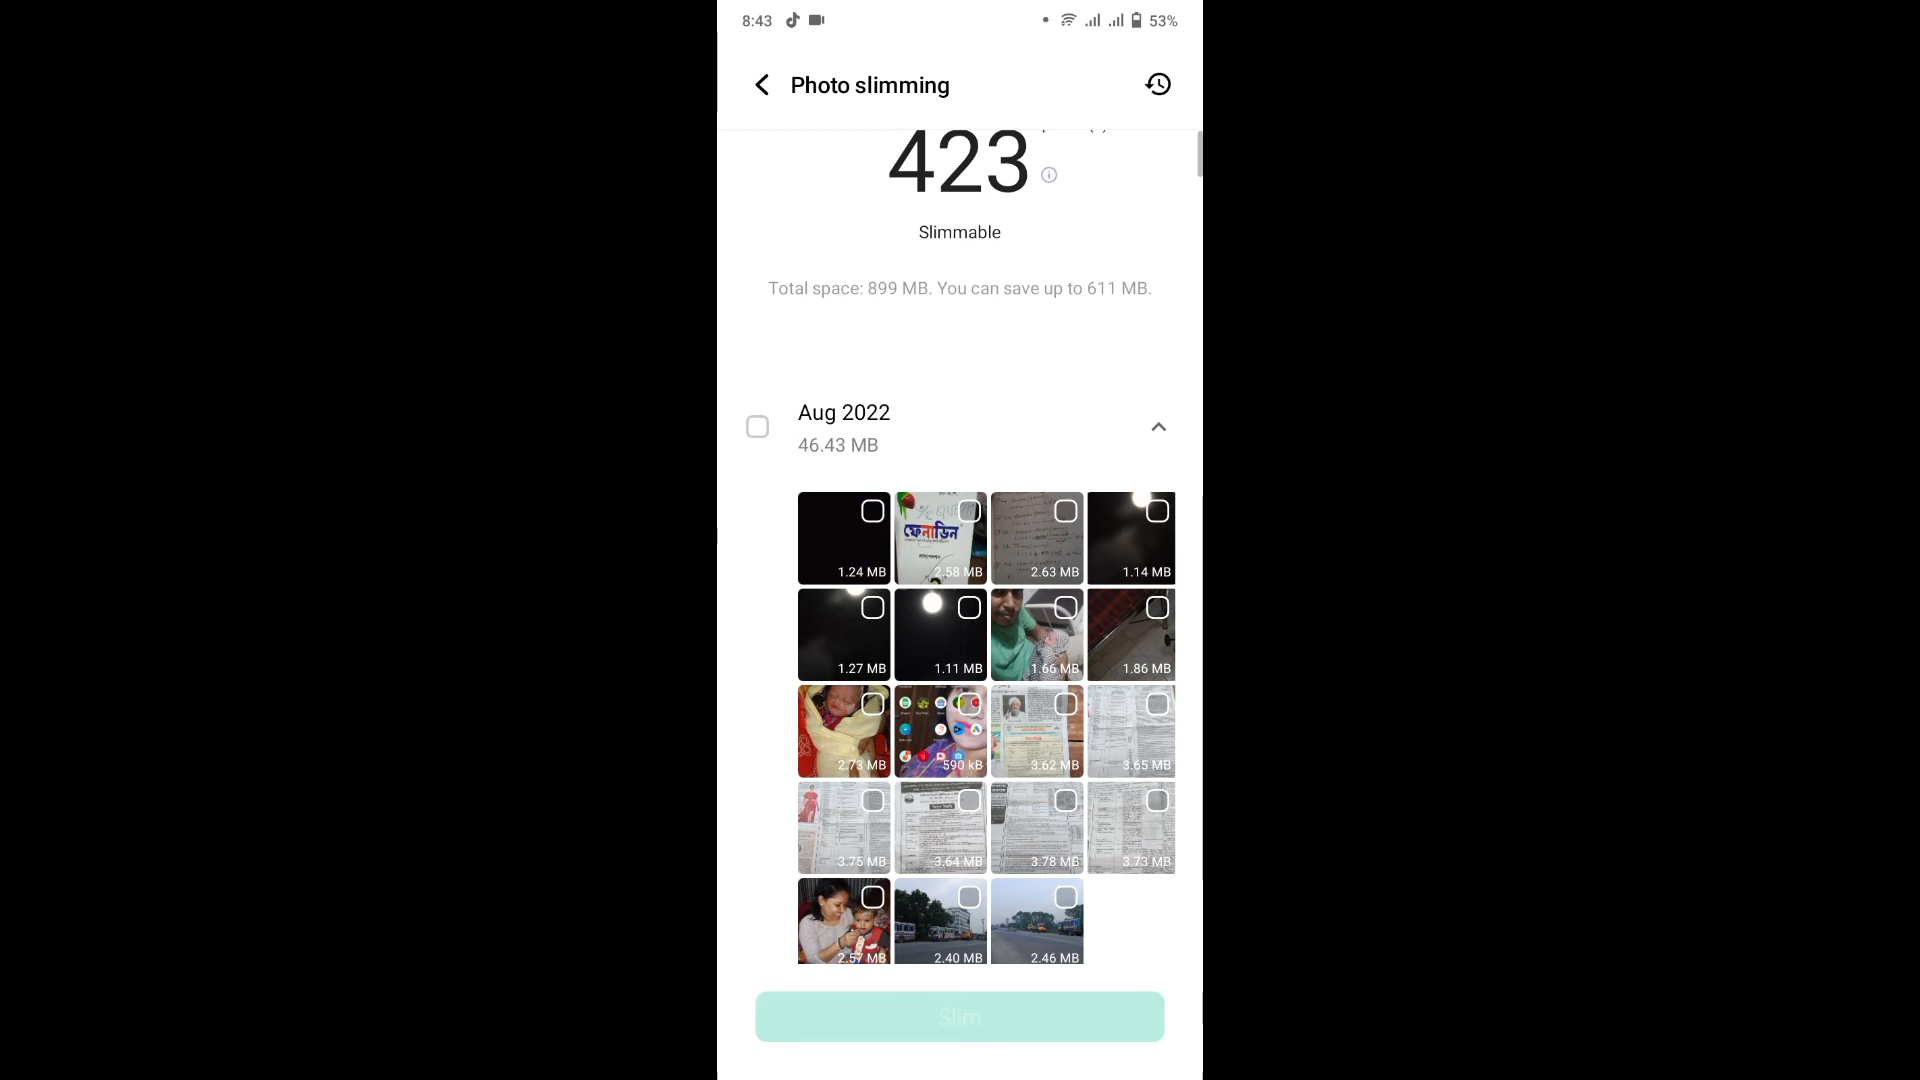 8:43
53%
Photo slimming
423
Slimmable
Total space: 899 MB. You can save up to 611 MB.
Aug 2022
46.43 MB
ফেনাডিন
1.24 MB
2.58 MB
2.63 MB
1.14 MB
1.27 MB
1.11 MB
1.66 MB
1.86 MB
2.73 MB
590 kB
3.62 MB
3.65 MB
3.75 MB
3.64 MB
3.78 MB
3.73 MB
2.57 MB
2.40 MB
2.46 MB
Slim